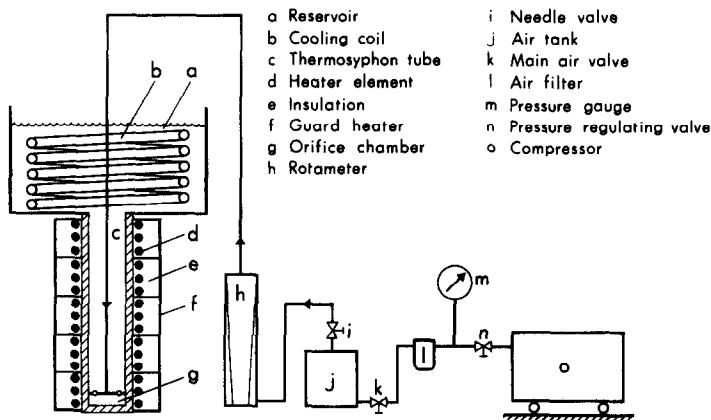 a Reservoir
b Cooling coil
c Thermosyphon tube
d Heater element
e Insulation
f Guard heater
g Orifice chamber
h Rotameter
i Needle valve
j Air tank
k Main air valve
l Air filter
m Pressure gauge
n Pressure regulating valve
o Compressor
b
a
c
d
e
f
g
h
i
j
k
l
m
n
o